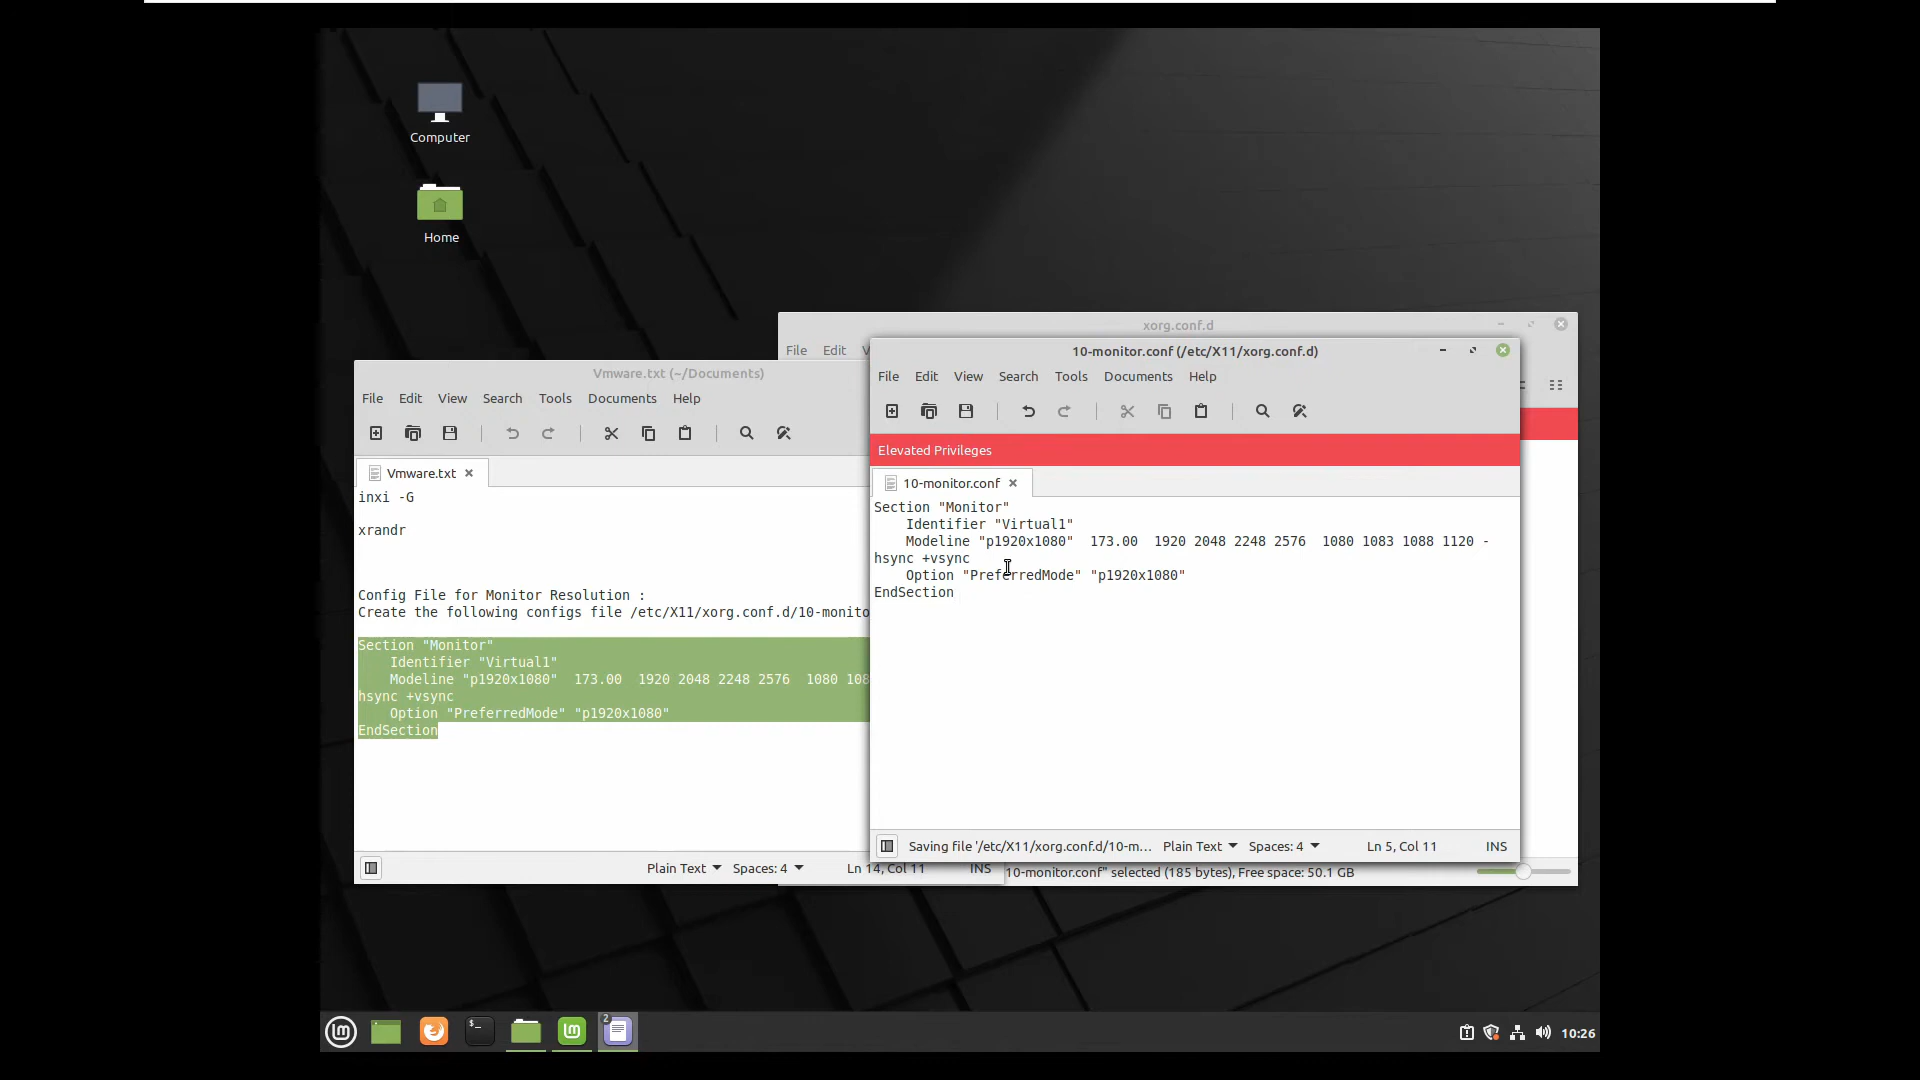 Computer
Home
xorg.conf.d
File Edit V
10-monitor.conf (/etc/X11/xorg.conf.d)
File Edit View Search Tools Documents Help
Elevated Privileges
10-monitor.conf
Section "Monitor"
    Identifier "Virtual1"
    Modeline "p1920x1080"  173.00  1920 2048 2248 2576  1080 1083 1088 1120 -
hsync +vsync
    Option "PreferredMode" "p1920x1080"
EndSection
Saving file '/etc/X11/xorg.conf.d/10-m... Plain Text Spaces: 4 Ln 5, Col 11 INS
Vmware.txt (~/Documents)
File Edit View Search Tools Documents Help
Vmware.txt
inxi -G
xrandr
Config File for Monitor Resolution :
Create the following configs file /etc/X11/xorg.conf.d/10-monito
Section "Monitor"
    Identifier "Virtual1"
    Modeline "p1920x1080"  173.00  1920 2048 2248 2576  1080 108
hsync +vsync
    Option "PreferredMode" "p1920x1080"
EndSection
Plain Text Spaces: 4 Ln 14, Col 11 INS
10-monitor.conf" selected (185 bytes), Free space: 50.1 GB
2
10:26